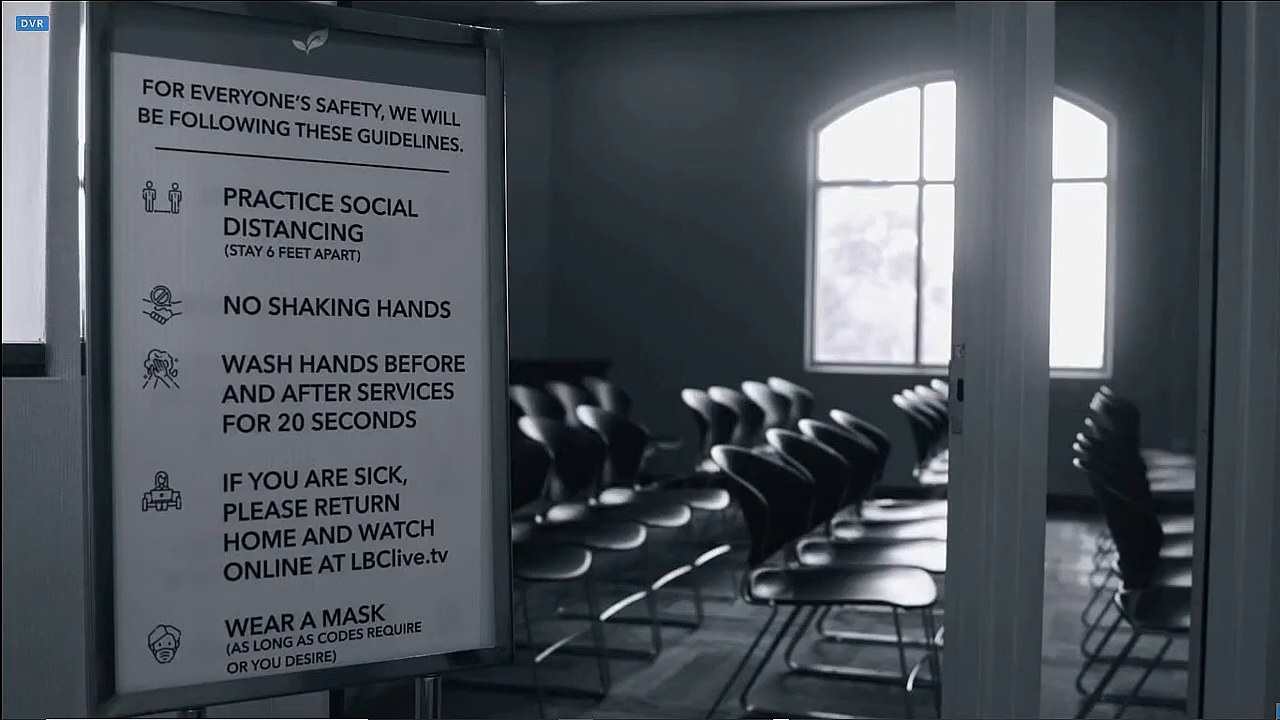 DVR
FOR EVERYONE'S SAFETY, WE WILL
BE FOLLOWING THESE GUIDELINES.
PRACTICE SOCIAL
DISTANCING
(STAY 6 FEET APART)
NO SHAKING HANDS
WASH HANDS BEFORE
AND AFTER SERVICES
FOR 20 SECONDS
IF YOU ARE SICK,
PLEASE RETURN
HOME AND WATCH
ONLINE AT LBClive.tv
WEAR A MASK
(AS LONG AS CODES REQUIRE
OR YOU DESIRE)